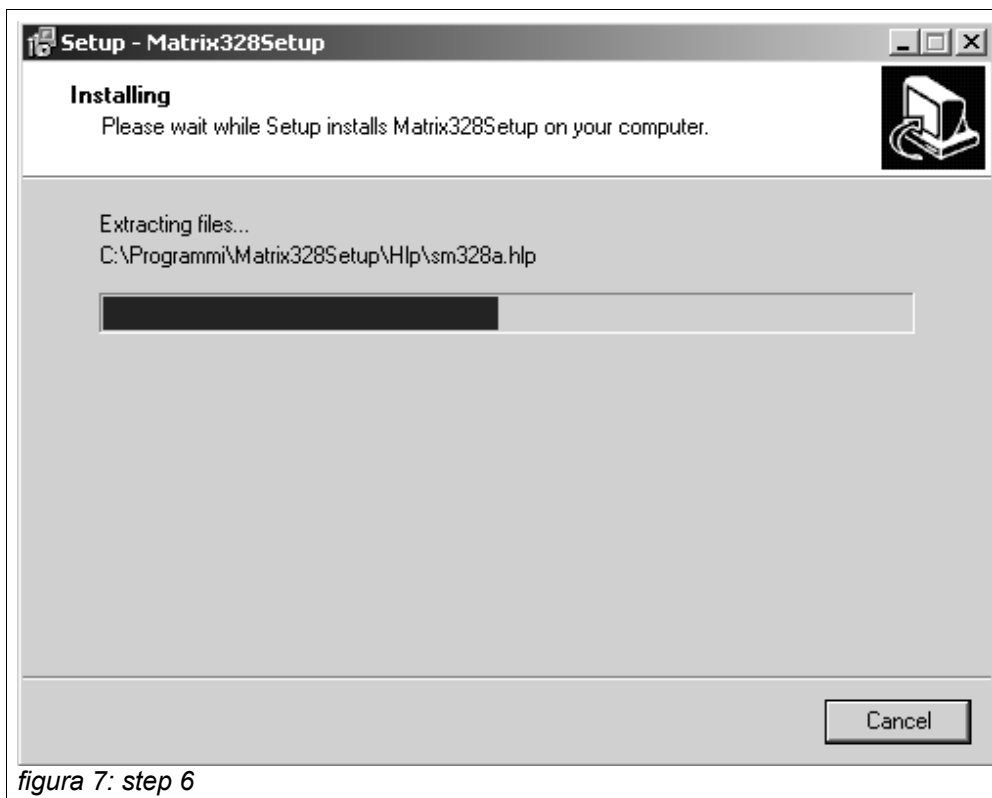 Setup - Matrix328Setup
Installing
Please wait while Setup installs Matrix328Setup on your computer.
Extracting files...
C:\Programmi\Matrix328Setup\Hlp\sm328a.hlp
Cancel
figura 7: step 6